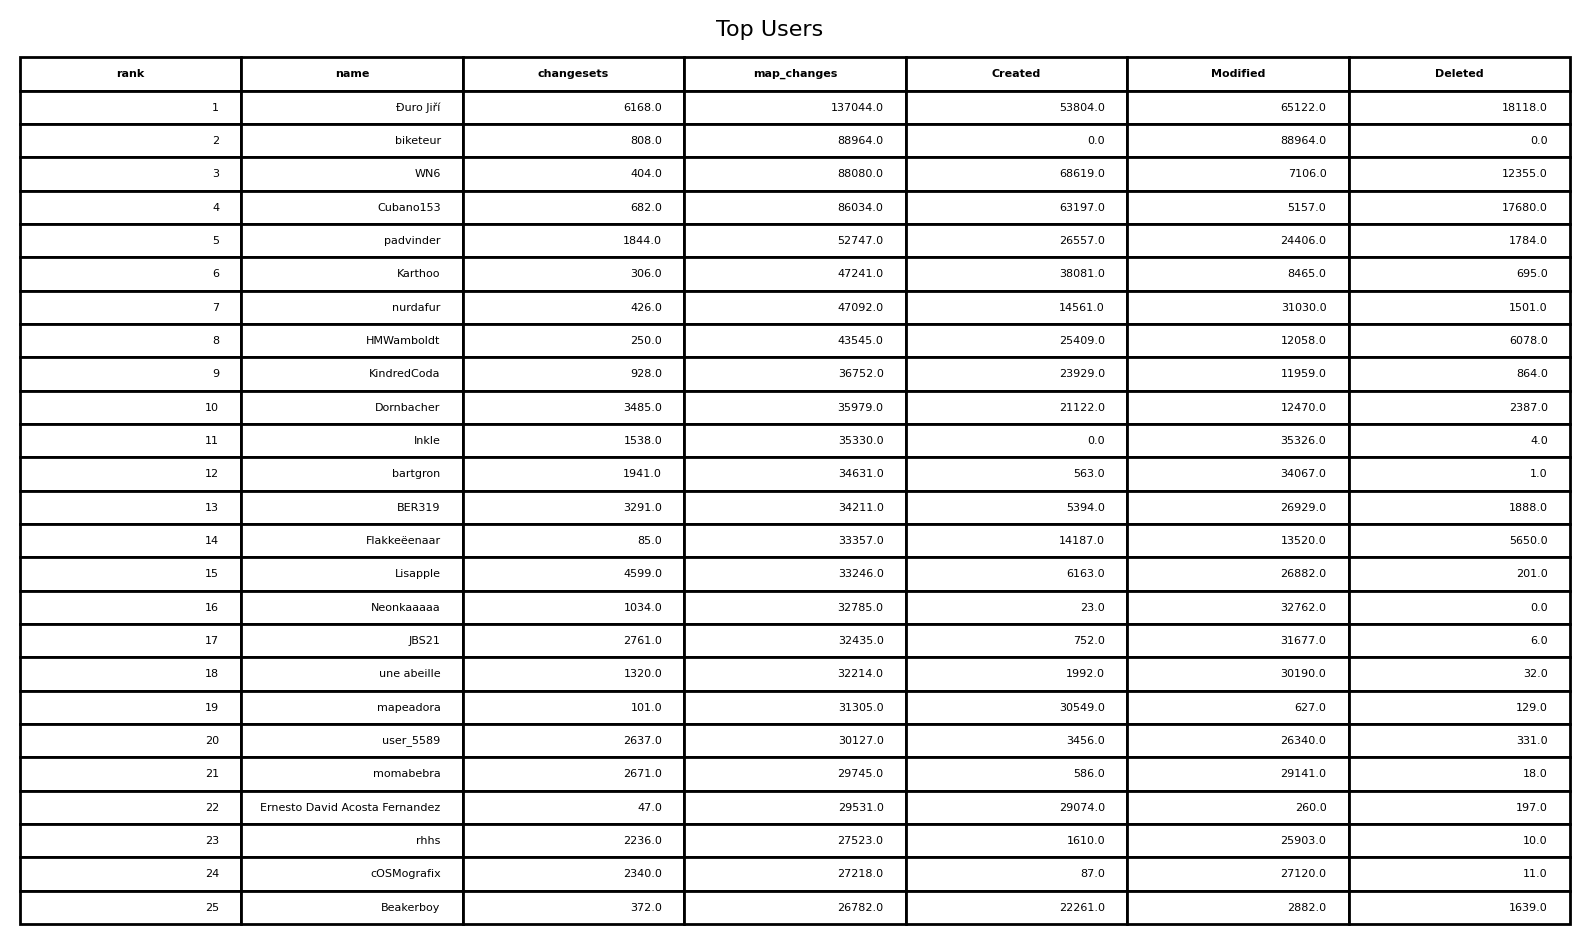 Top Users
rank name changesets map_changes Created Modified Deleted
1 Đuro Jiří 6168.0 137044.0 53804.0 65122.0 18118.0
2 biketeur 808.0 88964.0 0.0 88964.0 0.0
3 WN6 404.0 88080.0 68619.0 7106.0 12355.0
4 Cubano153 682.0 86034.0 63197.0 5157.0 17680.0
5 padvinder 1844.0 52747.0 26557.0 24406.0 1784.0
6 Karthoo 306.0 47241.0 38081.0 8465.0 695.0
7 nurdafur 426.0 47092.0 14561.0 31030.0 1501.0
8 HMWamboldt 250.0 43545.0 25409.0 12058.0 6078.0
9 KindredCoda 928.0 36752.0 23929.0 11959.0 864.0
10 Dornbacher 3485.0 35979.0 21122.0 12470.0 2387.0
11 Inkle 1538.0 35330.0 0.0 35326.0 4.0
12 bartgron 1941.0 34631.0 563.0 34067.0 1.0
13 BER319 3291.0 34211.0 5394.0 26929.0 1888.0
14 Flakkeëenaar 85.0 33357.0 14187.0 13520.0 5650.0
15 Lisapple 4599.0 33246.0 6163.0 26882.0 201.0
16 Neonkaaaaa 1034.0 32785.0 23.0 32762.0 0.0
17 JBS21 2761.0 32435.0 752.0 31677.0 6.0
18 une abeille 1320.0 32214.0 1992.0 30190.0 32.0
19 mapeadora 101.0 31305.0 30549.0 627.0 129.0
20 user_5589 2637.0 30127.0 3456.0 26340.0 331.0
21 momabebra 2671.0 29745.0 586.0 29141.0 18.0
22 Ernesto David Acosta Fernandez 47.0 29531.0 29074.0 260.0 197.0
23 rhhs 2236.0 27523.0 1610.0 25903.0 10.0
24 cOSMografix 2340.0 27218.0 87.0 27120.0 11.0
25 Beakerboy 372.0 26782.0 22261.0 2882.0 1639.0